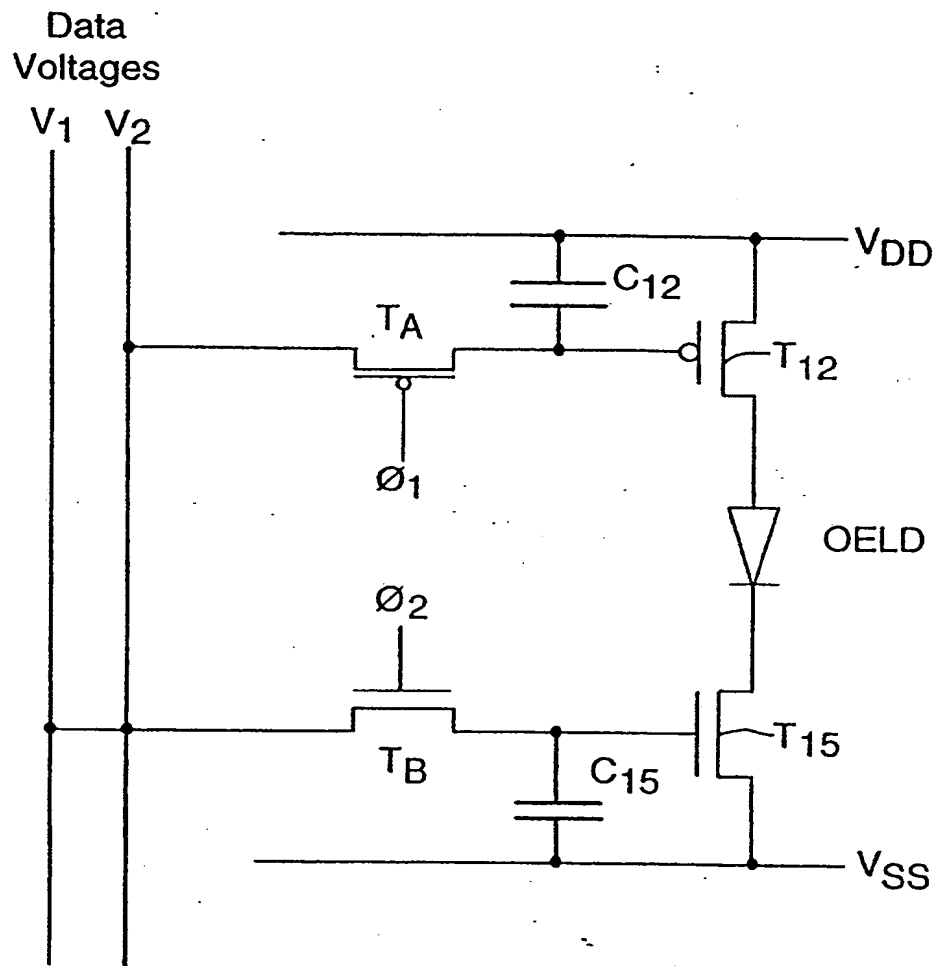 Data
Voltages
V1 V2
VDD
C12
TA
T12
Ø1
OELD
Ø2
T15
TB
C15
VSS